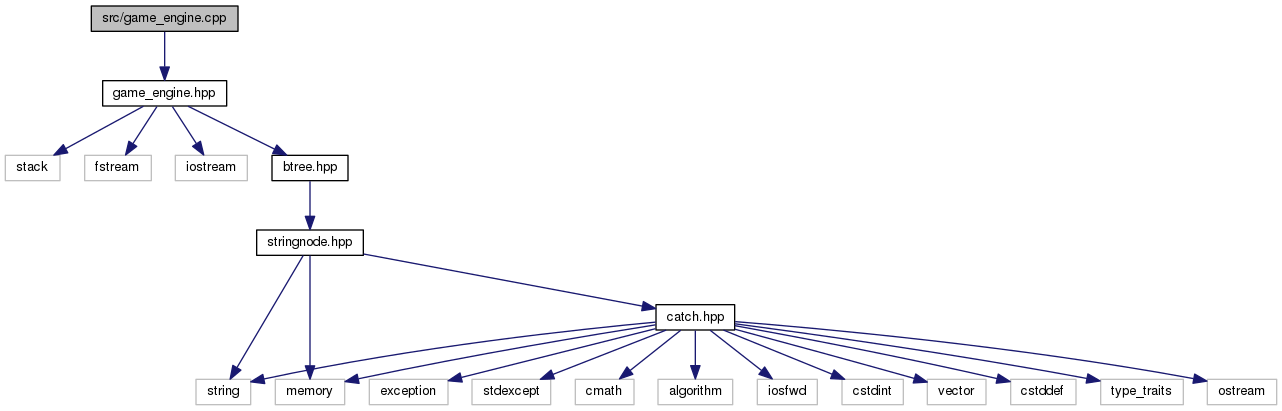 src/game_engine.cpp
game_engine.hpp
stack
fstream
iostream
btree.hpp
stringnode.hpp
catch.hpp
string
memory
exception
stdexcept
cmath
algorithm
iosfwd
cstdint
vector
cstddef
type_traits
ostream